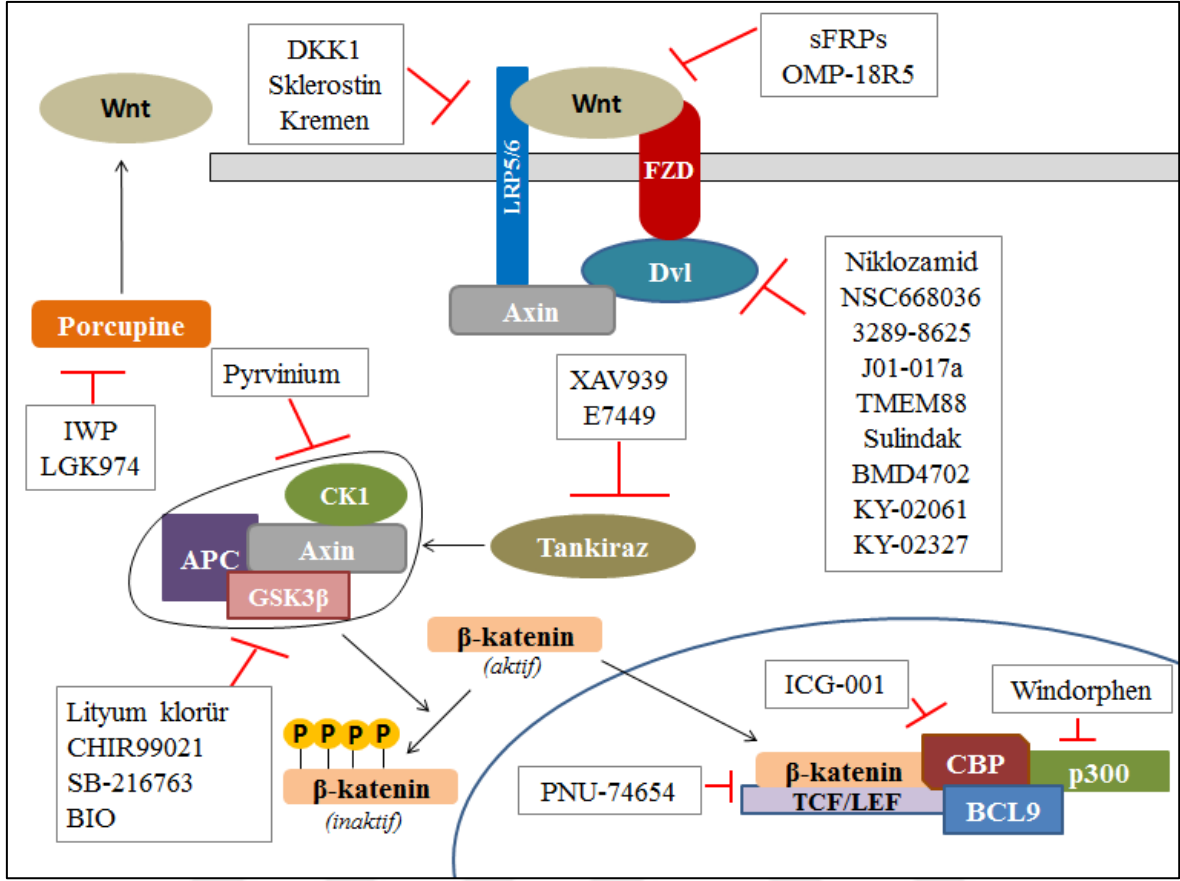 DKK1
Sklerostin
Kremen
sFRPs
OMP-18R5
Wnt
Wnt
LRP5/6
FZD
Dvl
Axin
Porcupine
IWP
LGK974
Pyrvinium
XAV939
E7449
Niklozamid
NSC668036
3289-8625
J01-017a
TMEM88
Sulindak
BMD4702
KY-02061
KY-02327
CK1
APC
Axin
GSK3β
Tankiraz
β-katenin
(aktif)
Lityum klorür
CHIR99021
SB-216763
BIO
P P P P
β-katenin
(inaktif)
ICG-001
Windorphen
PNU-74654
β-katenin
CBP
p300
TCF/LEF
BCL9